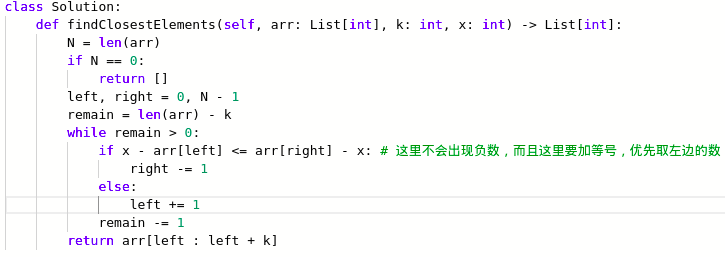 class Solution:
    def findClosestElements(self, arr: List[int], k: int, x: int) -> List[int]:
        N = len(arr)
        if N == 0:
            return []
        left, right = 0, N - 1
        remain = len(arr) - k
        while remain > 0:
            if x - arr[left] <= arr[right] - x: # 这里不会出现负数，而且这里要加等号，优先取左边的数
                right -= 1
            else:
                left += 1
            remain -= 1
        return arr[left : left + k]